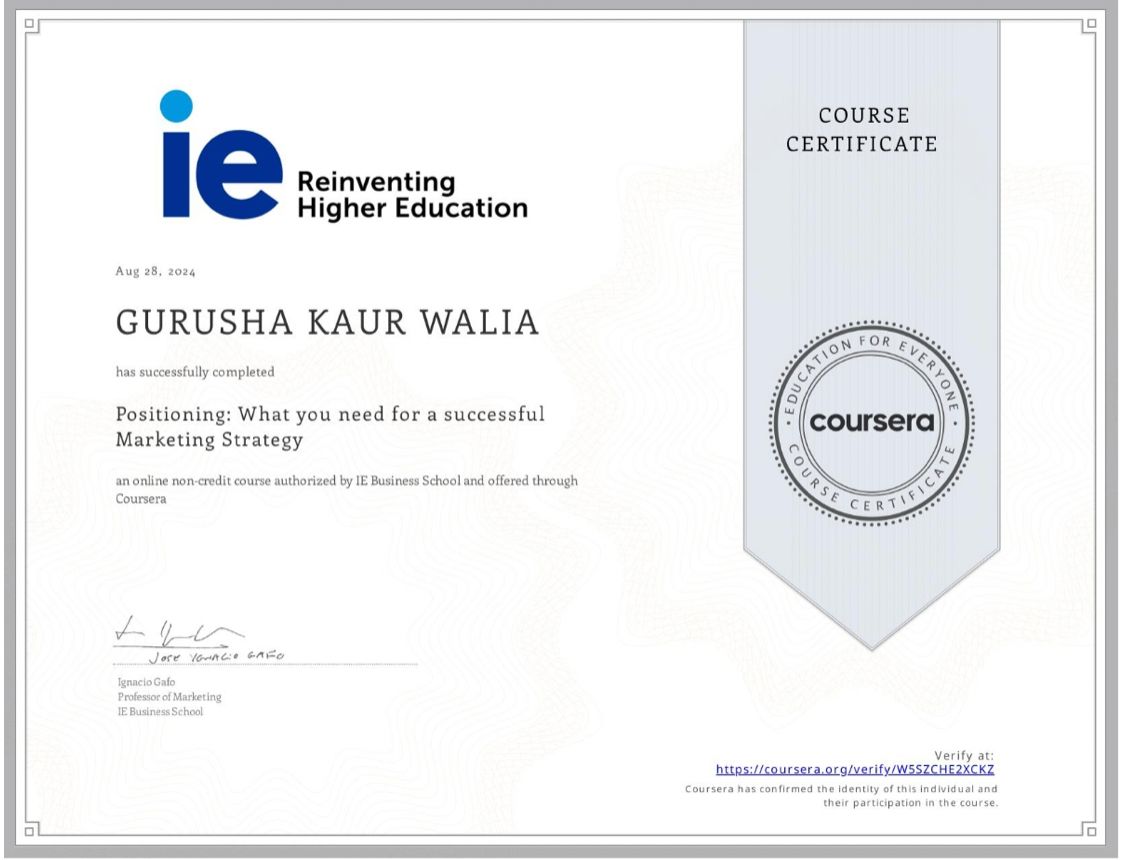 ie
Reinventing
Higher Education
COURSE
CERTIFICATE
Aug 28, 2024
GURUSHA KAUR WALIA
has successfully completed
Positioning: What you need for a successful
Marketing Strategy
an online non-credit course authorized by IE Business School and offered through
Coursera
EDUCATION FOR EVERYONE
coursera
COURSE CERTIFICATE
JOSE IGNACIO GAFO
Ignacio Gafo
Professor of Marketing
IE Business School
Verify at:
https://coursera.org/verify/W5SZCHE2XCKZ
Coursera has confirmed the identity of this individual and
their participation in the course.